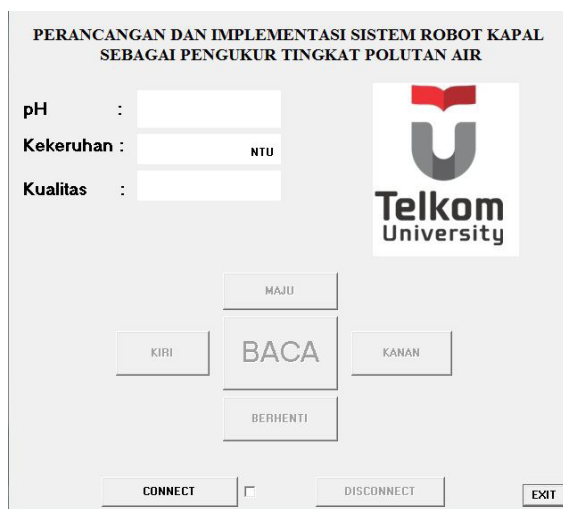 PERANCANGAN DAN IMPLEMENTASI SISTEM ROBOT KAPAL
SEBAGAI PENGUKUR TINGKAT POLUTAN AIR
pH :
Kekeruhan : NTU
Kualitas :
Telkom
University
MAJU
KIRI BACA KANAN
BERHENTI
CONNECT DISCONNECT EXIT